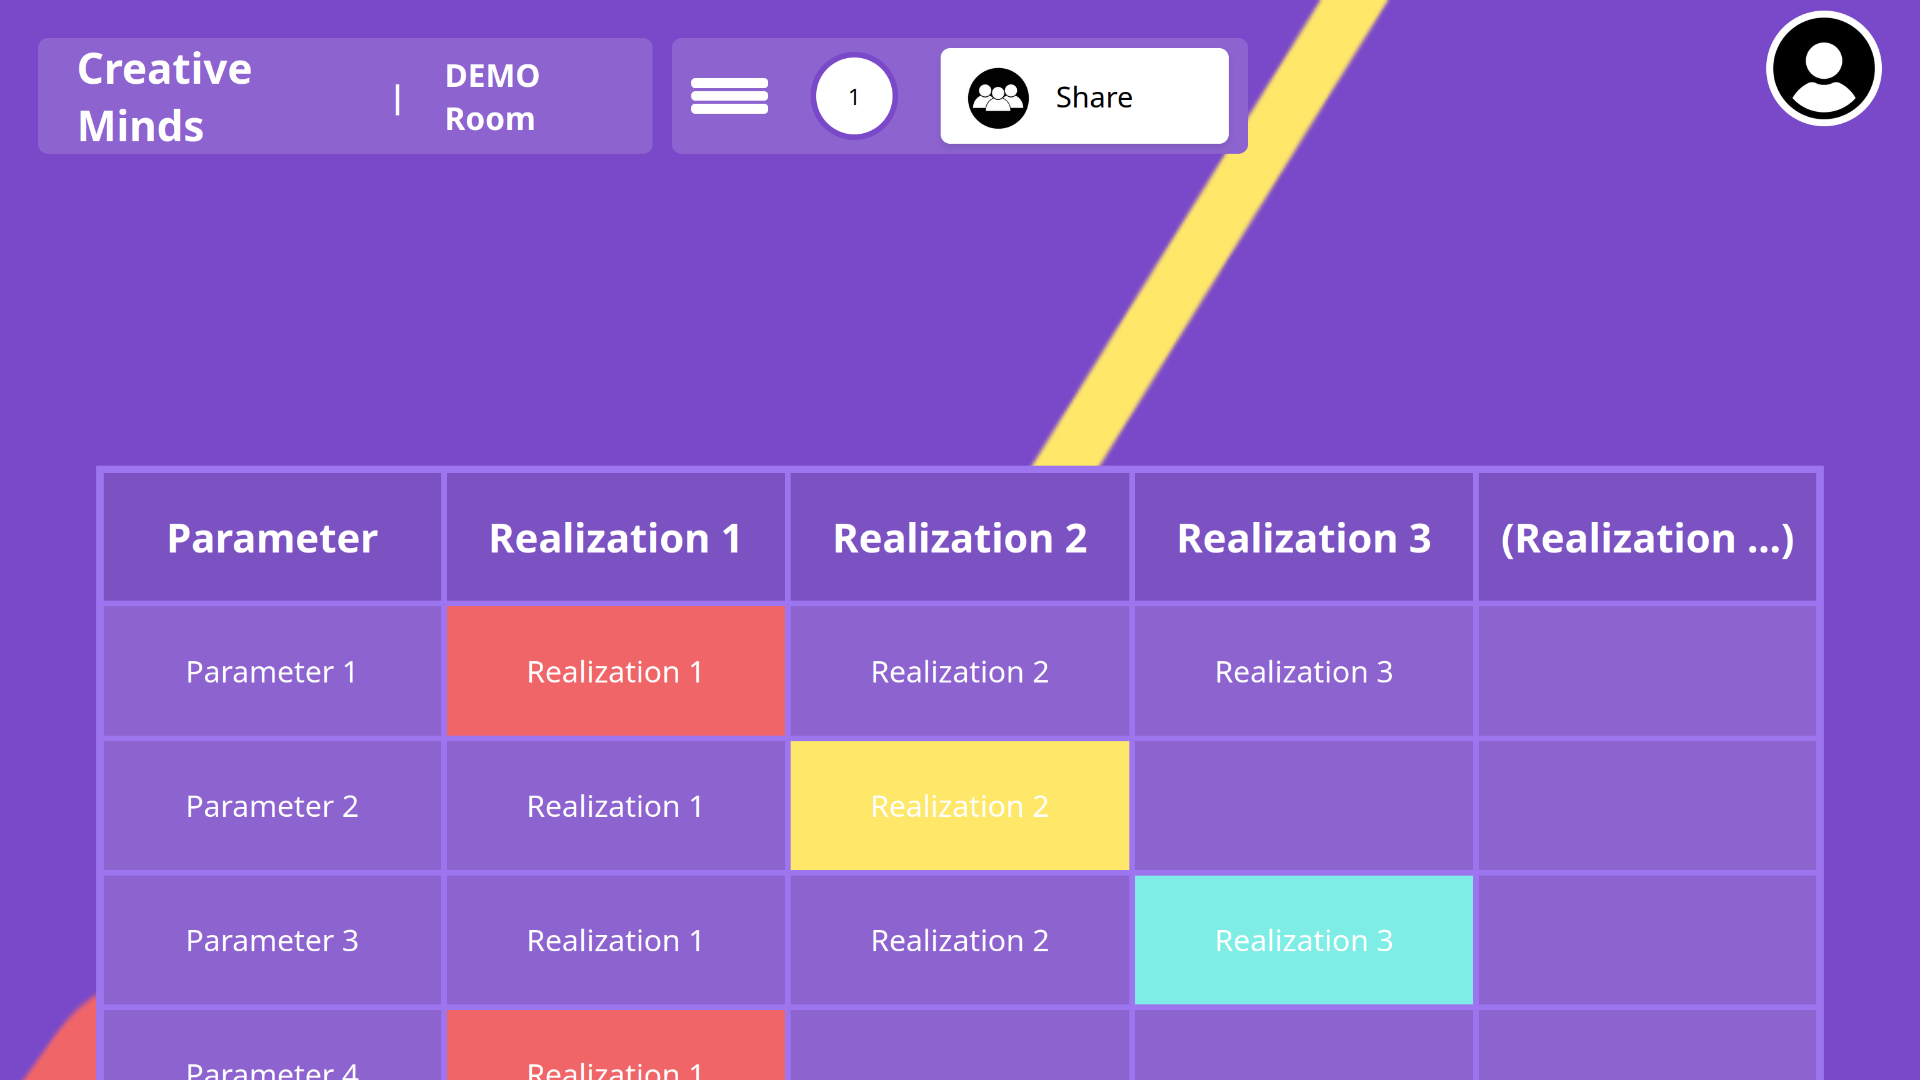 Creative
Minds
|
DEMO
Room
1
Share
Parameter Realization 1 Realization 2 Realization 3 (Realization ...)
Parameter 1 Realization 1 Realization 2 Realization 3
Parameter 2 Realization 1 Realization 2
Parameter 3 Realization 1 Realization 2 Realization 3
Parameter 4 Realization 1